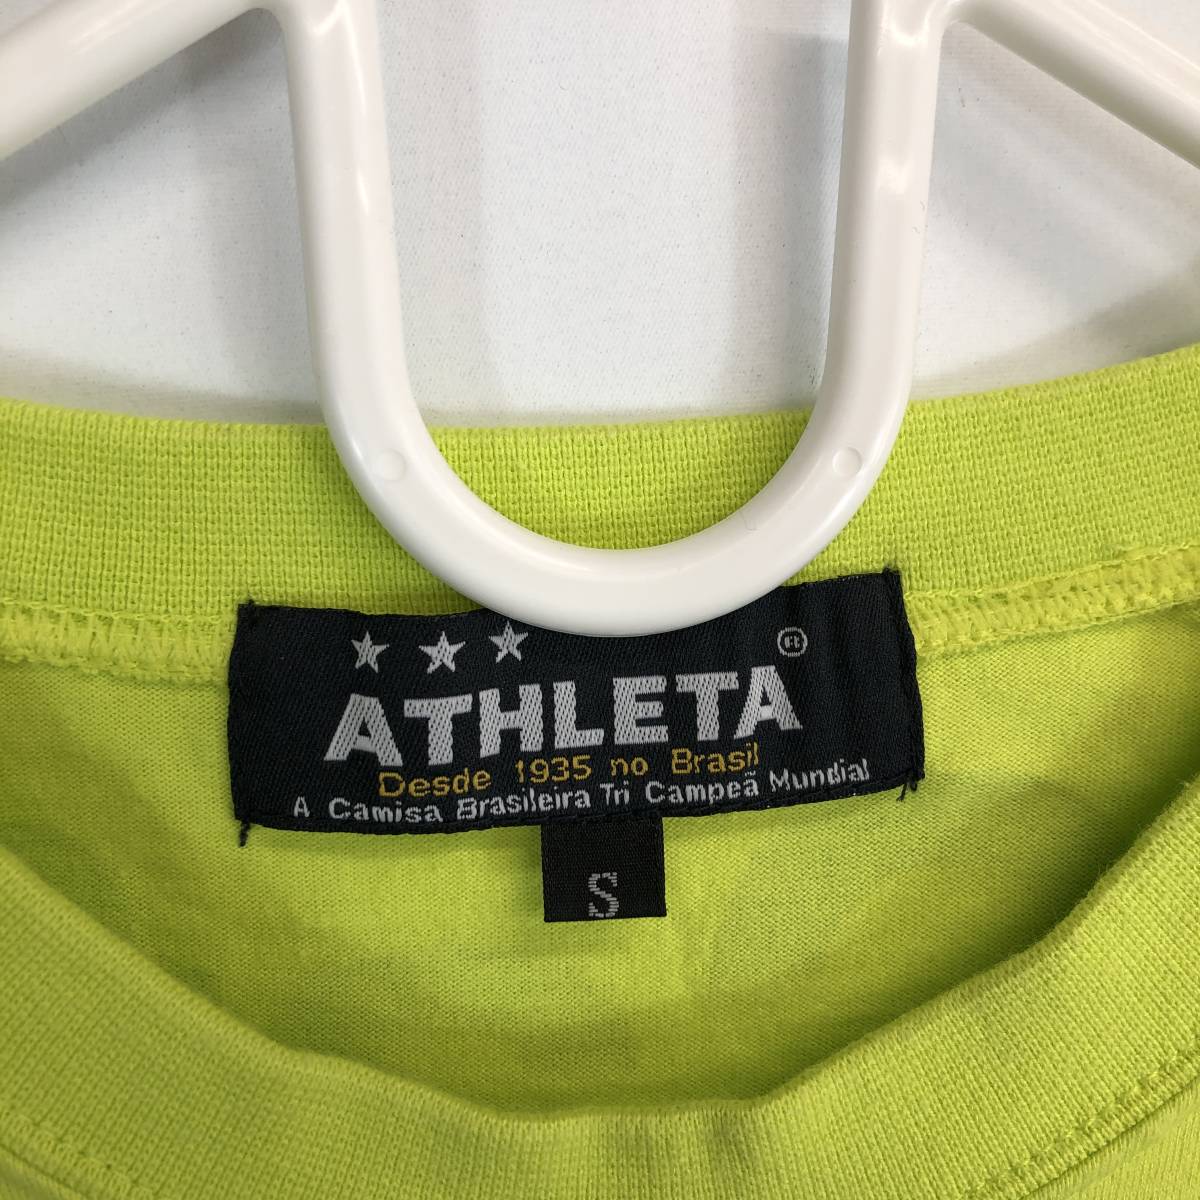 ATHLETA ®
Desde 1935 no Brasil
A Camisa Brasileira Tri Campeã Mundial
S